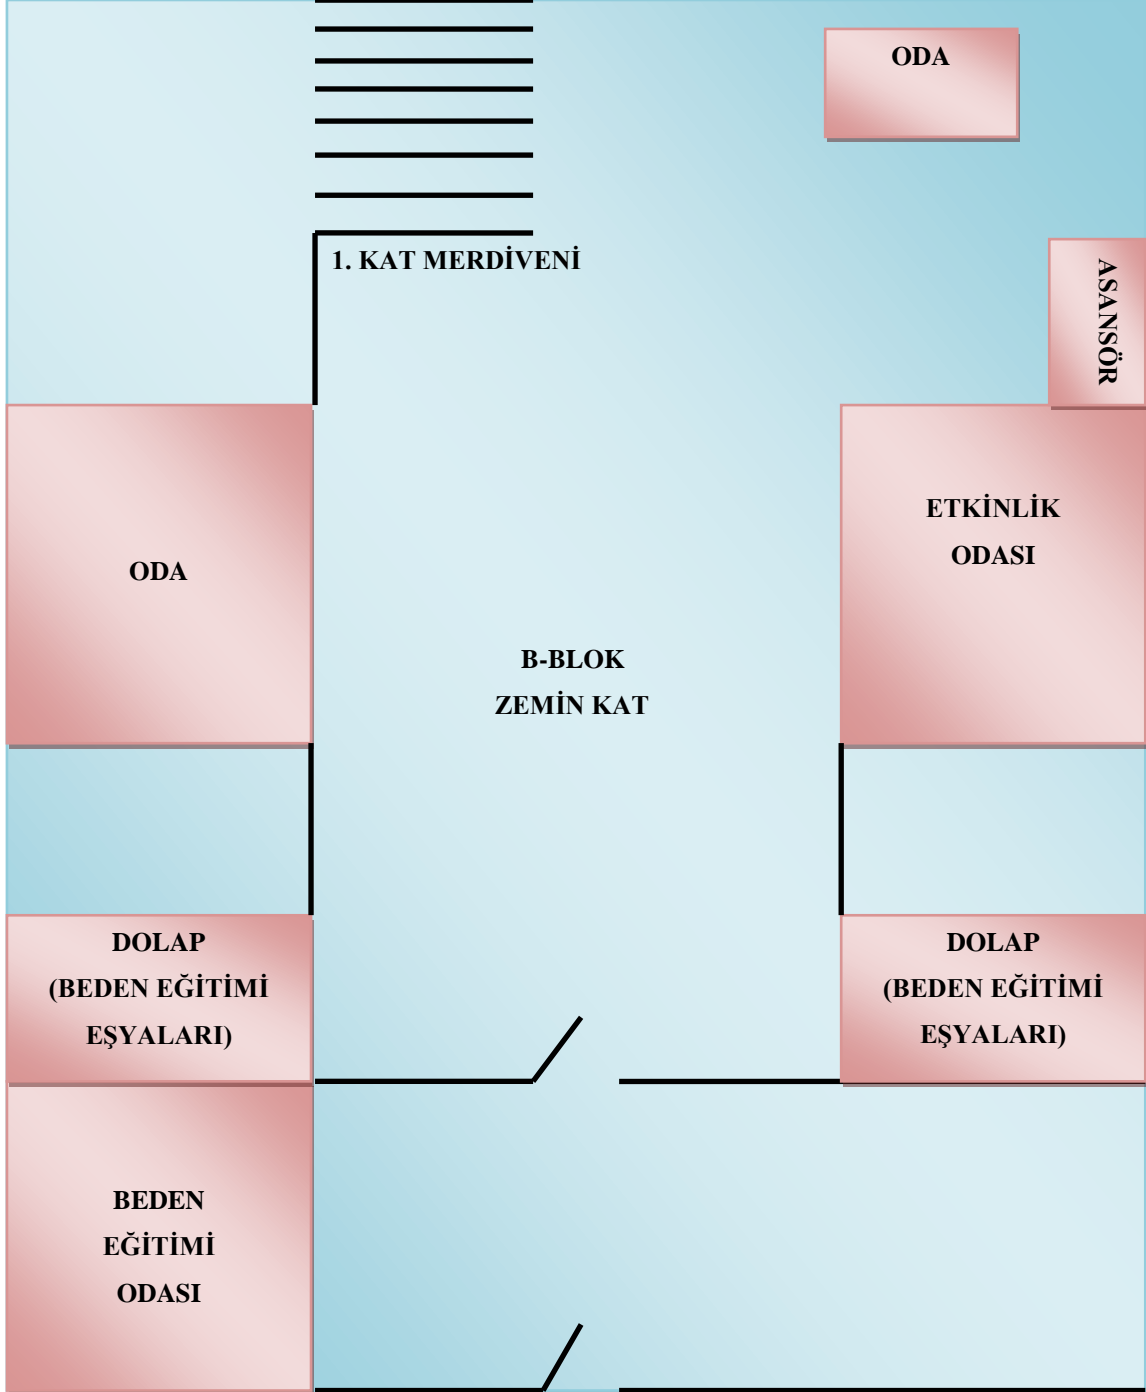 ODA
1. KAT MERDİVENİ
ASANSÖR
ODA
ETKİNLİK
ODASI
B-BLOK
ZEMİN KAT
DOLAP
(BEDEN EĞİTİMİ
EŞYALARI)
DOLAP
(BEDEN EĞİTİMİ
EŞYALARI)
BEDEN
EĞİTİMİ
ODASI